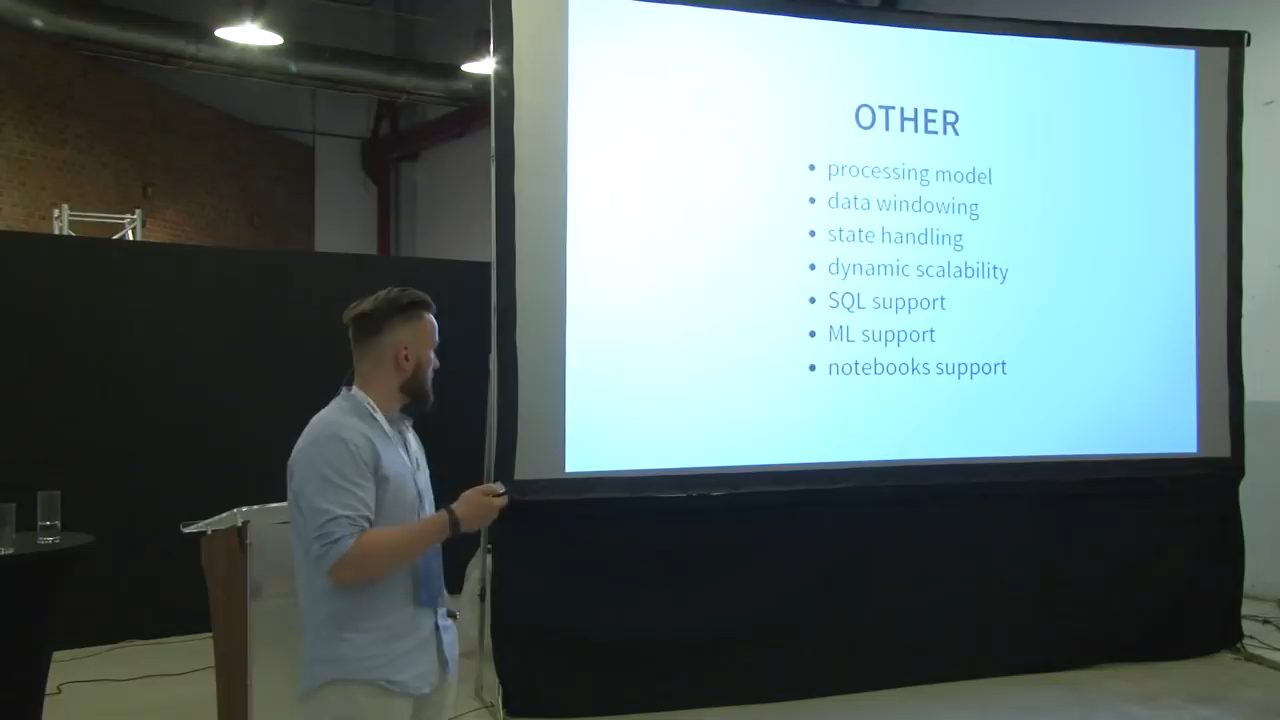 OTHER
• processing model
• data windowing
• state handling
• dynamic scalability
• SQL support
• ML support
• notebooks support